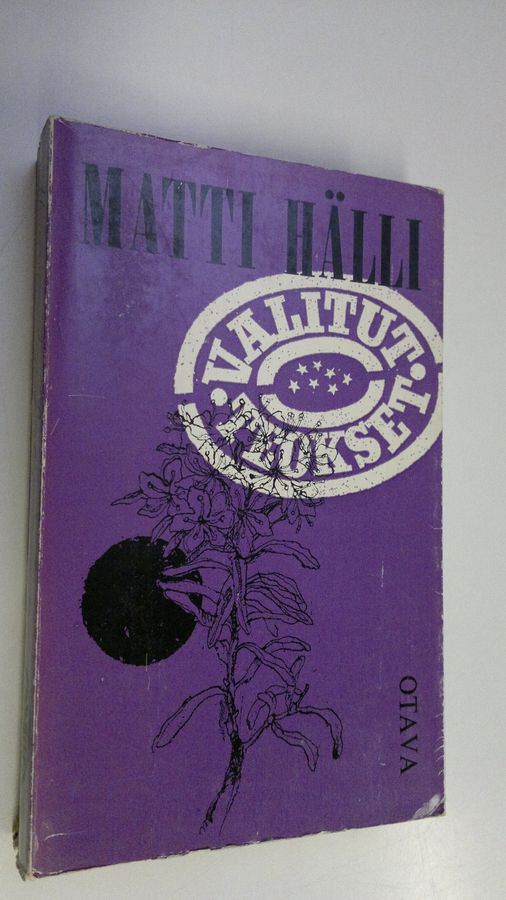 MATTI HÄLLI
·VALITUT·
TEOKSET
OTAVA